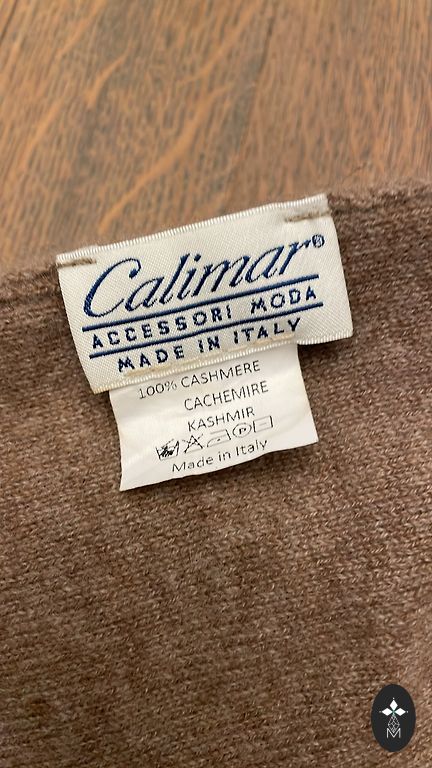 Calimar®
ACCESSORI MODA
MADE IN ITALY
100% CASHMERE
CACHEMIRE
KASHMIR
Made in Italy